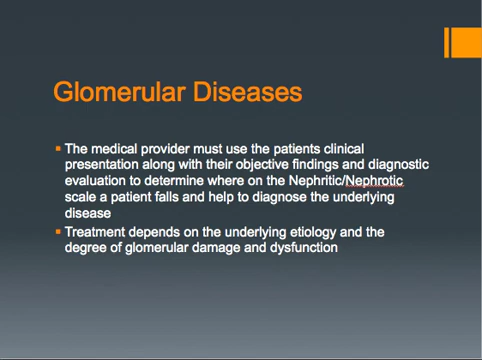 Glomerular Diseases
▪ The medical provider must use the patients clinical
presentation along with their objective findings and diagnostic
evaluation to determine where on the Nephritic/Nephrotic
scale a patient falls and help to diagnose the underlying
disease
▪ Treatment depends on the underlying etiology and the
degree of glomerular damage and dysfunction